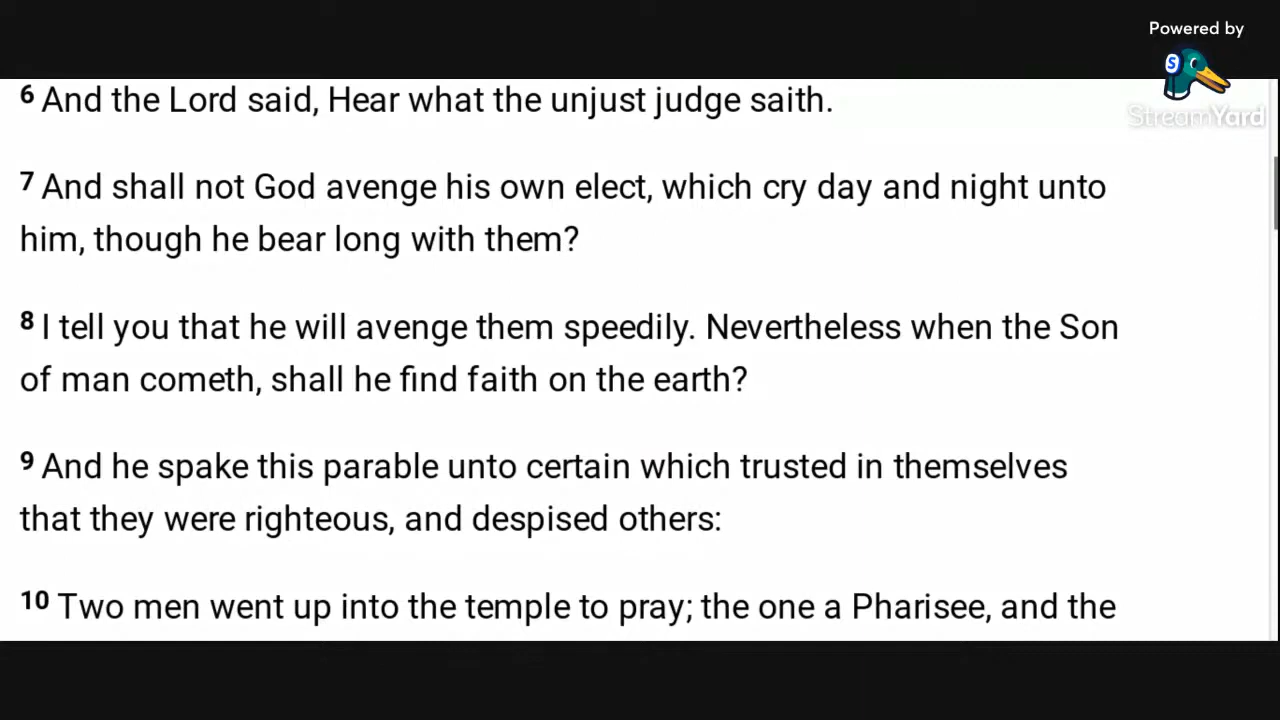 Powered by
S
StreamYard
6 And the Lord said, Hear what the unjust judge saith.
7 And shall not God avenge his own elect, which cry day and night unto
him, though he bear long with them?
8 I tell you that he will avenge them speedily. Nevertheless when the Son
of man cometh, shall he find faith on the earth?
9 And he spake this parable unto certain which trusted in themselves
that they were righteous, and despised others:
10 Two men went up into the temple to pray; the one a Pharisee, and the